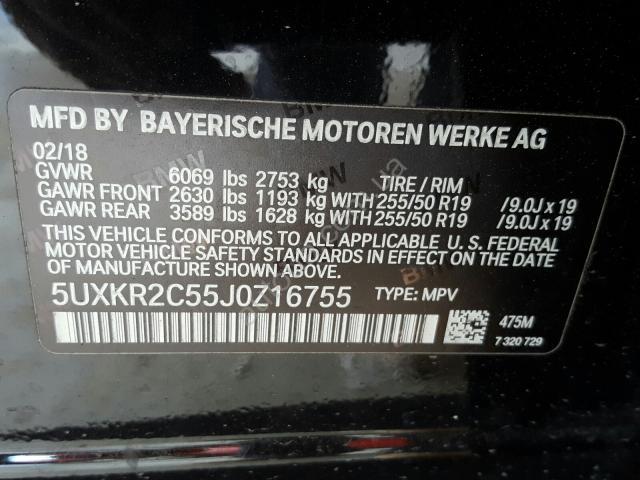 MFD BY BAYERISCHE MOTOREN WERKE AG
02/18
GVWR 6069 lbs 2753 kg TIRE / RIM
GAWR FRONT 2630 lbs 1193 kg WITH 255/50 R19 /9.0J x 19
GAWR REAR 3589 lbs 1628 kg WITH 255/50 R19 /9.0J x 19
THIS VEHICLE CONFORMS TO ALL APPLICABLE U. S. FEDERAL
MOTOR VEHICLE SAFETY STANDARDS IN EFFECT ON THE DATE
OF MANUFACTURE SHOWN ABOVE.
5UXKR2C55J0Z16755 TYPE: MPV
475M
7 320 729